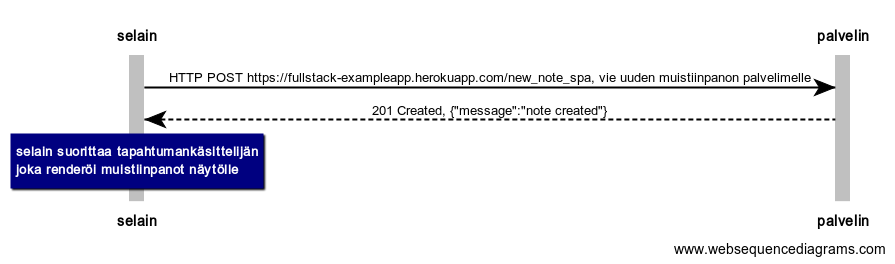 selain palvelin
HTTP POST https://fullstack-exampleapp.herokuapp.com/new_note_spa, vie uuden muistiinpanon palvelimelle
201 Created, {"message":"note created"}
selain suorittaa tapahtumankäsittelijän
joka renderöi muistiinpanot näytölle
selain palvelin
www.websequencediagrams.com